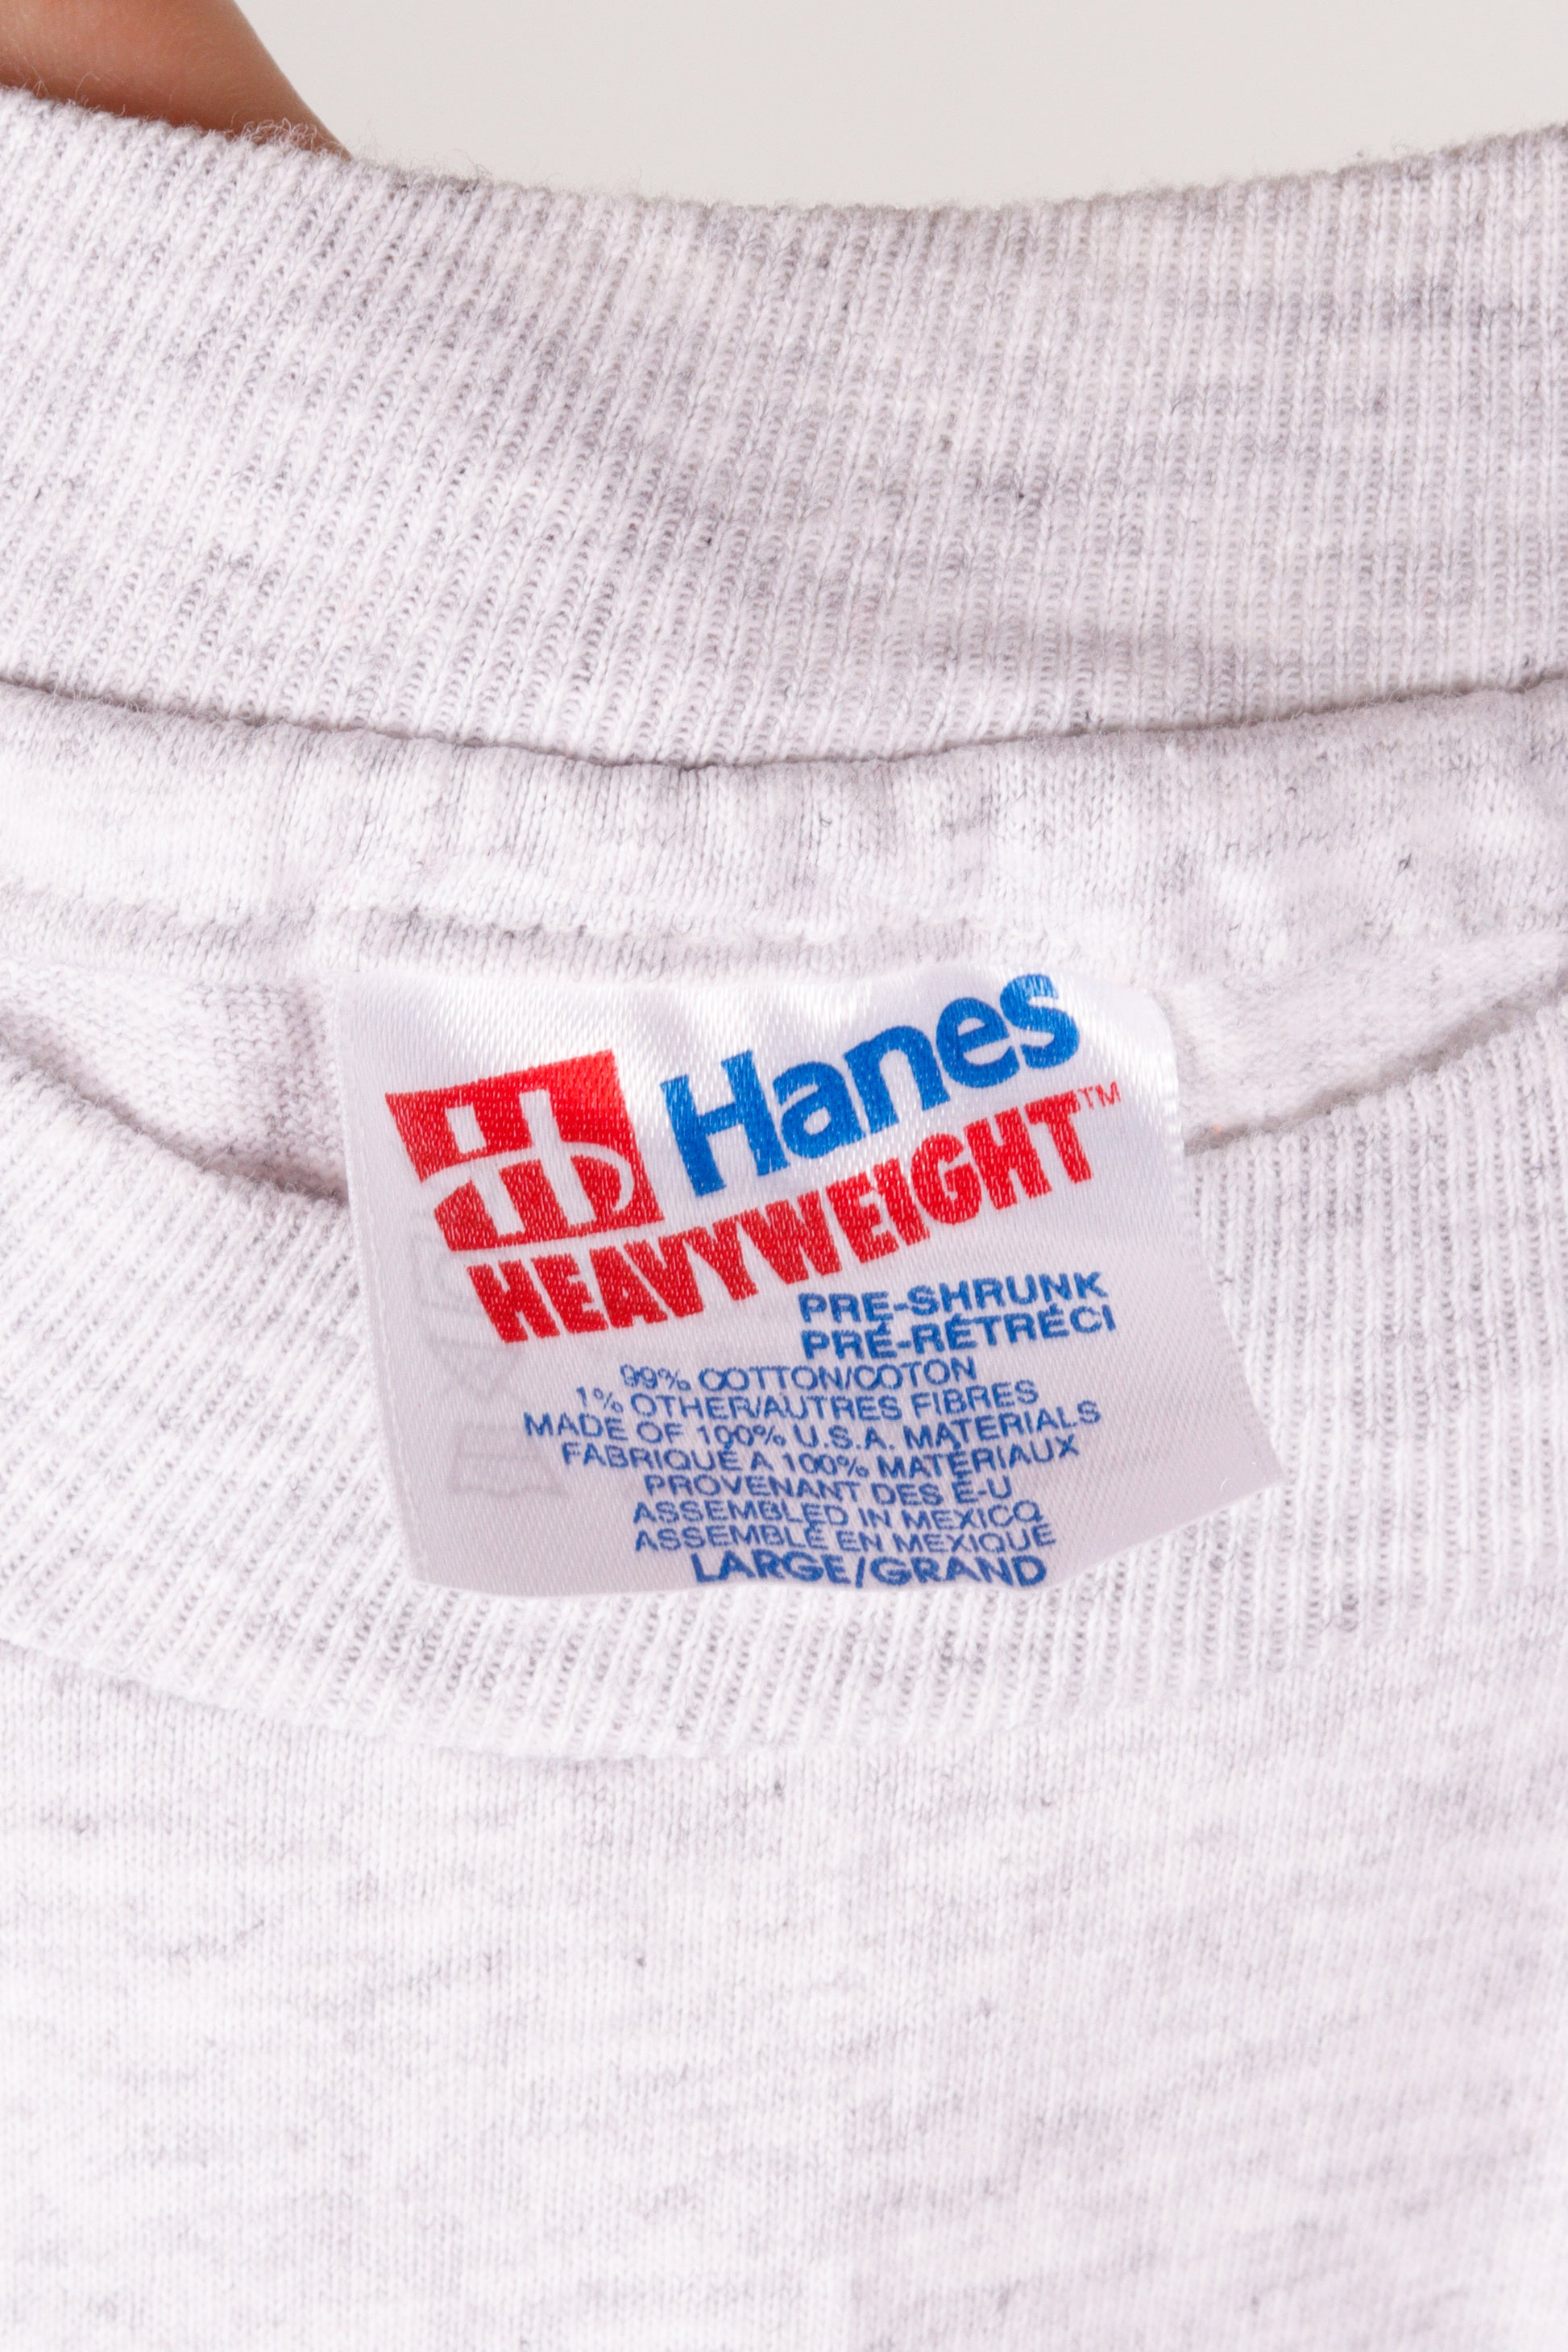 Hanes
HEAVYWEIGHT™
PRE-SHRUNK
PRÉ-RÉTRÉCI
99% COTTON/COTON
1% OTHER/AUTRES FIBRES
MADE OF 100% U.S.A. MATERIALS
FABRIQUÉ A 100% MATÉRIAUX
PROVENANT DES É-U
ASSEMBLED IN MEXICO
ASSEMBLÉ EN MEXIQUE
LARGE/GRAND